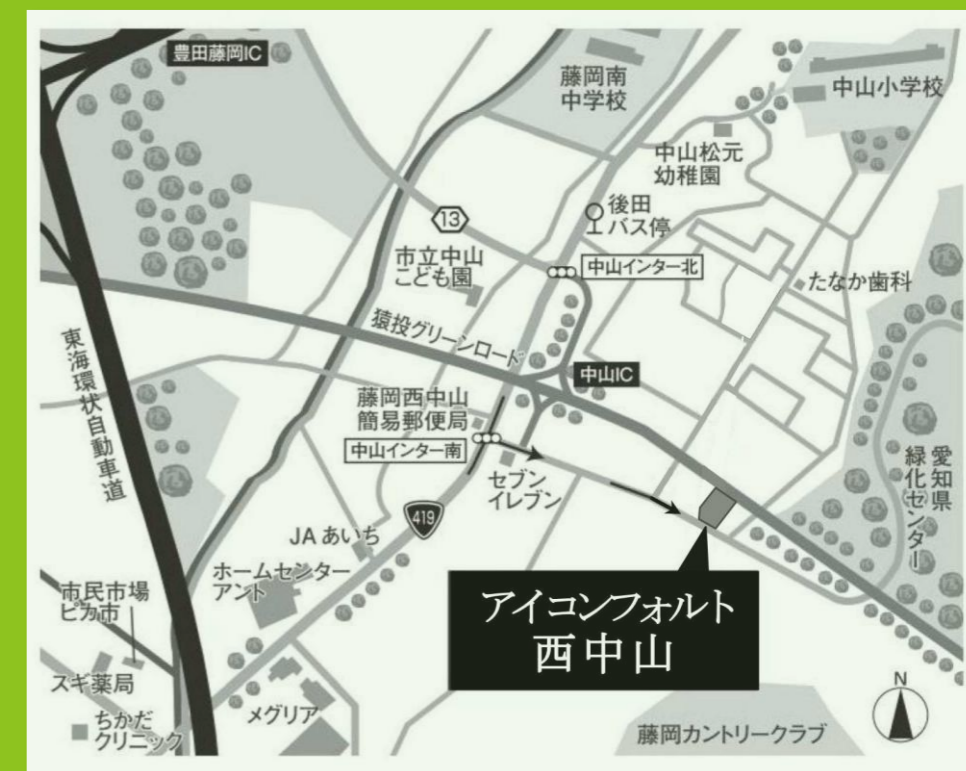 豊田藤岡IC
藤岡南
中学校
中山小学校
中山松元
幼稚園
後田
バス停
13
市立中山
こども園
中山インター北
たなか歯科
猿投グリーンロード
東海環状自動車道
中山IC
藤岡西中山
簡易郵便局
中山インター南
セブン
イレブン
愛知県
緑化センター
419
JAあいち
ホームセンター
アント
市民市場
ピカ市
アイコンフォルト
西中山
スギ薬局
ちかだ
クリニック
メグリア
藤岡カントリークラブ
N